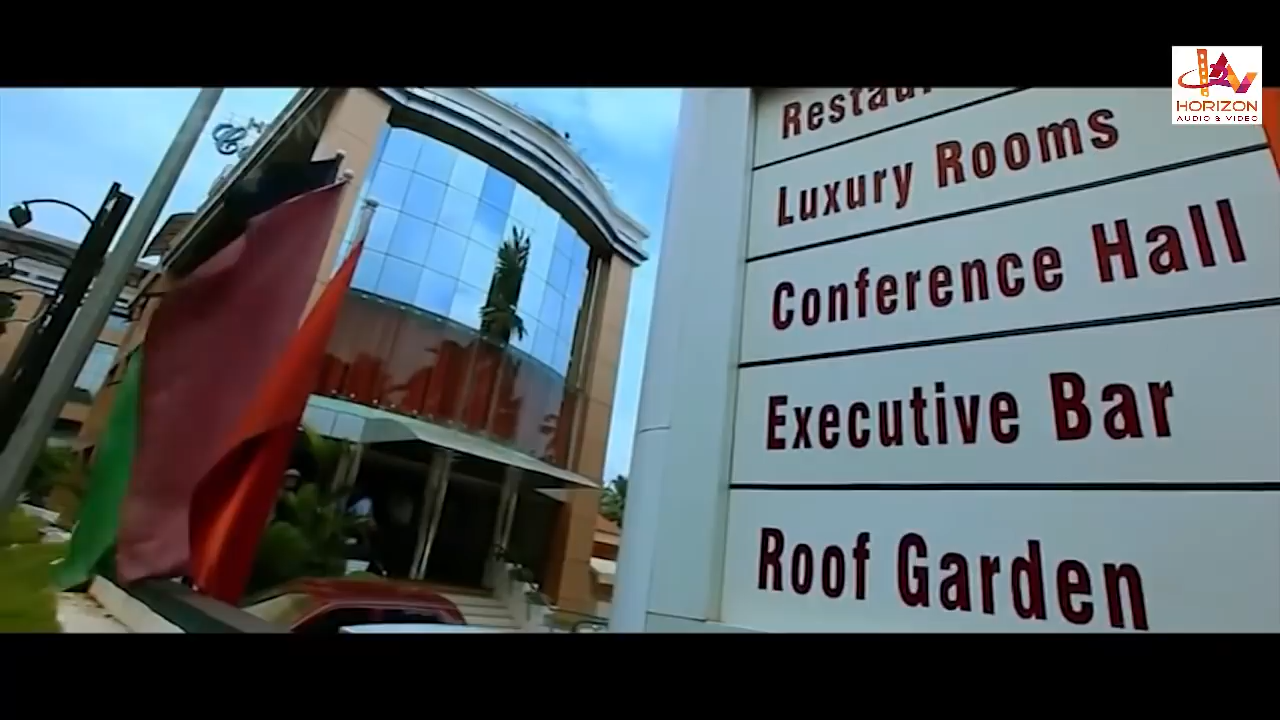 HORIZON
AUDIO & VIDEO
Luxury Rooms
Conference Hall
Executive Bar
Roof Garden